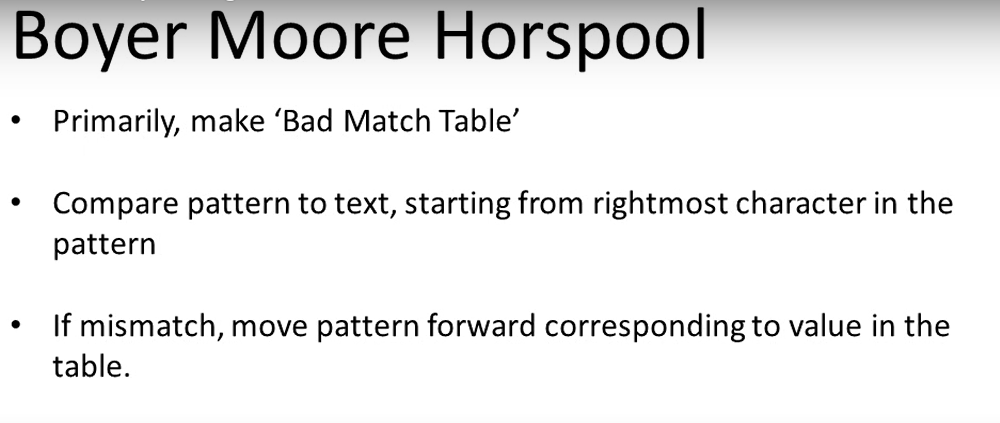 Boyer Moore Horspool
• Primarily, make ‘Bad Match Table’
• Compare pattern to text, starting from rightmost character in the
pattern
• If mismatch, move pattern forward corresponding to value in the
table.